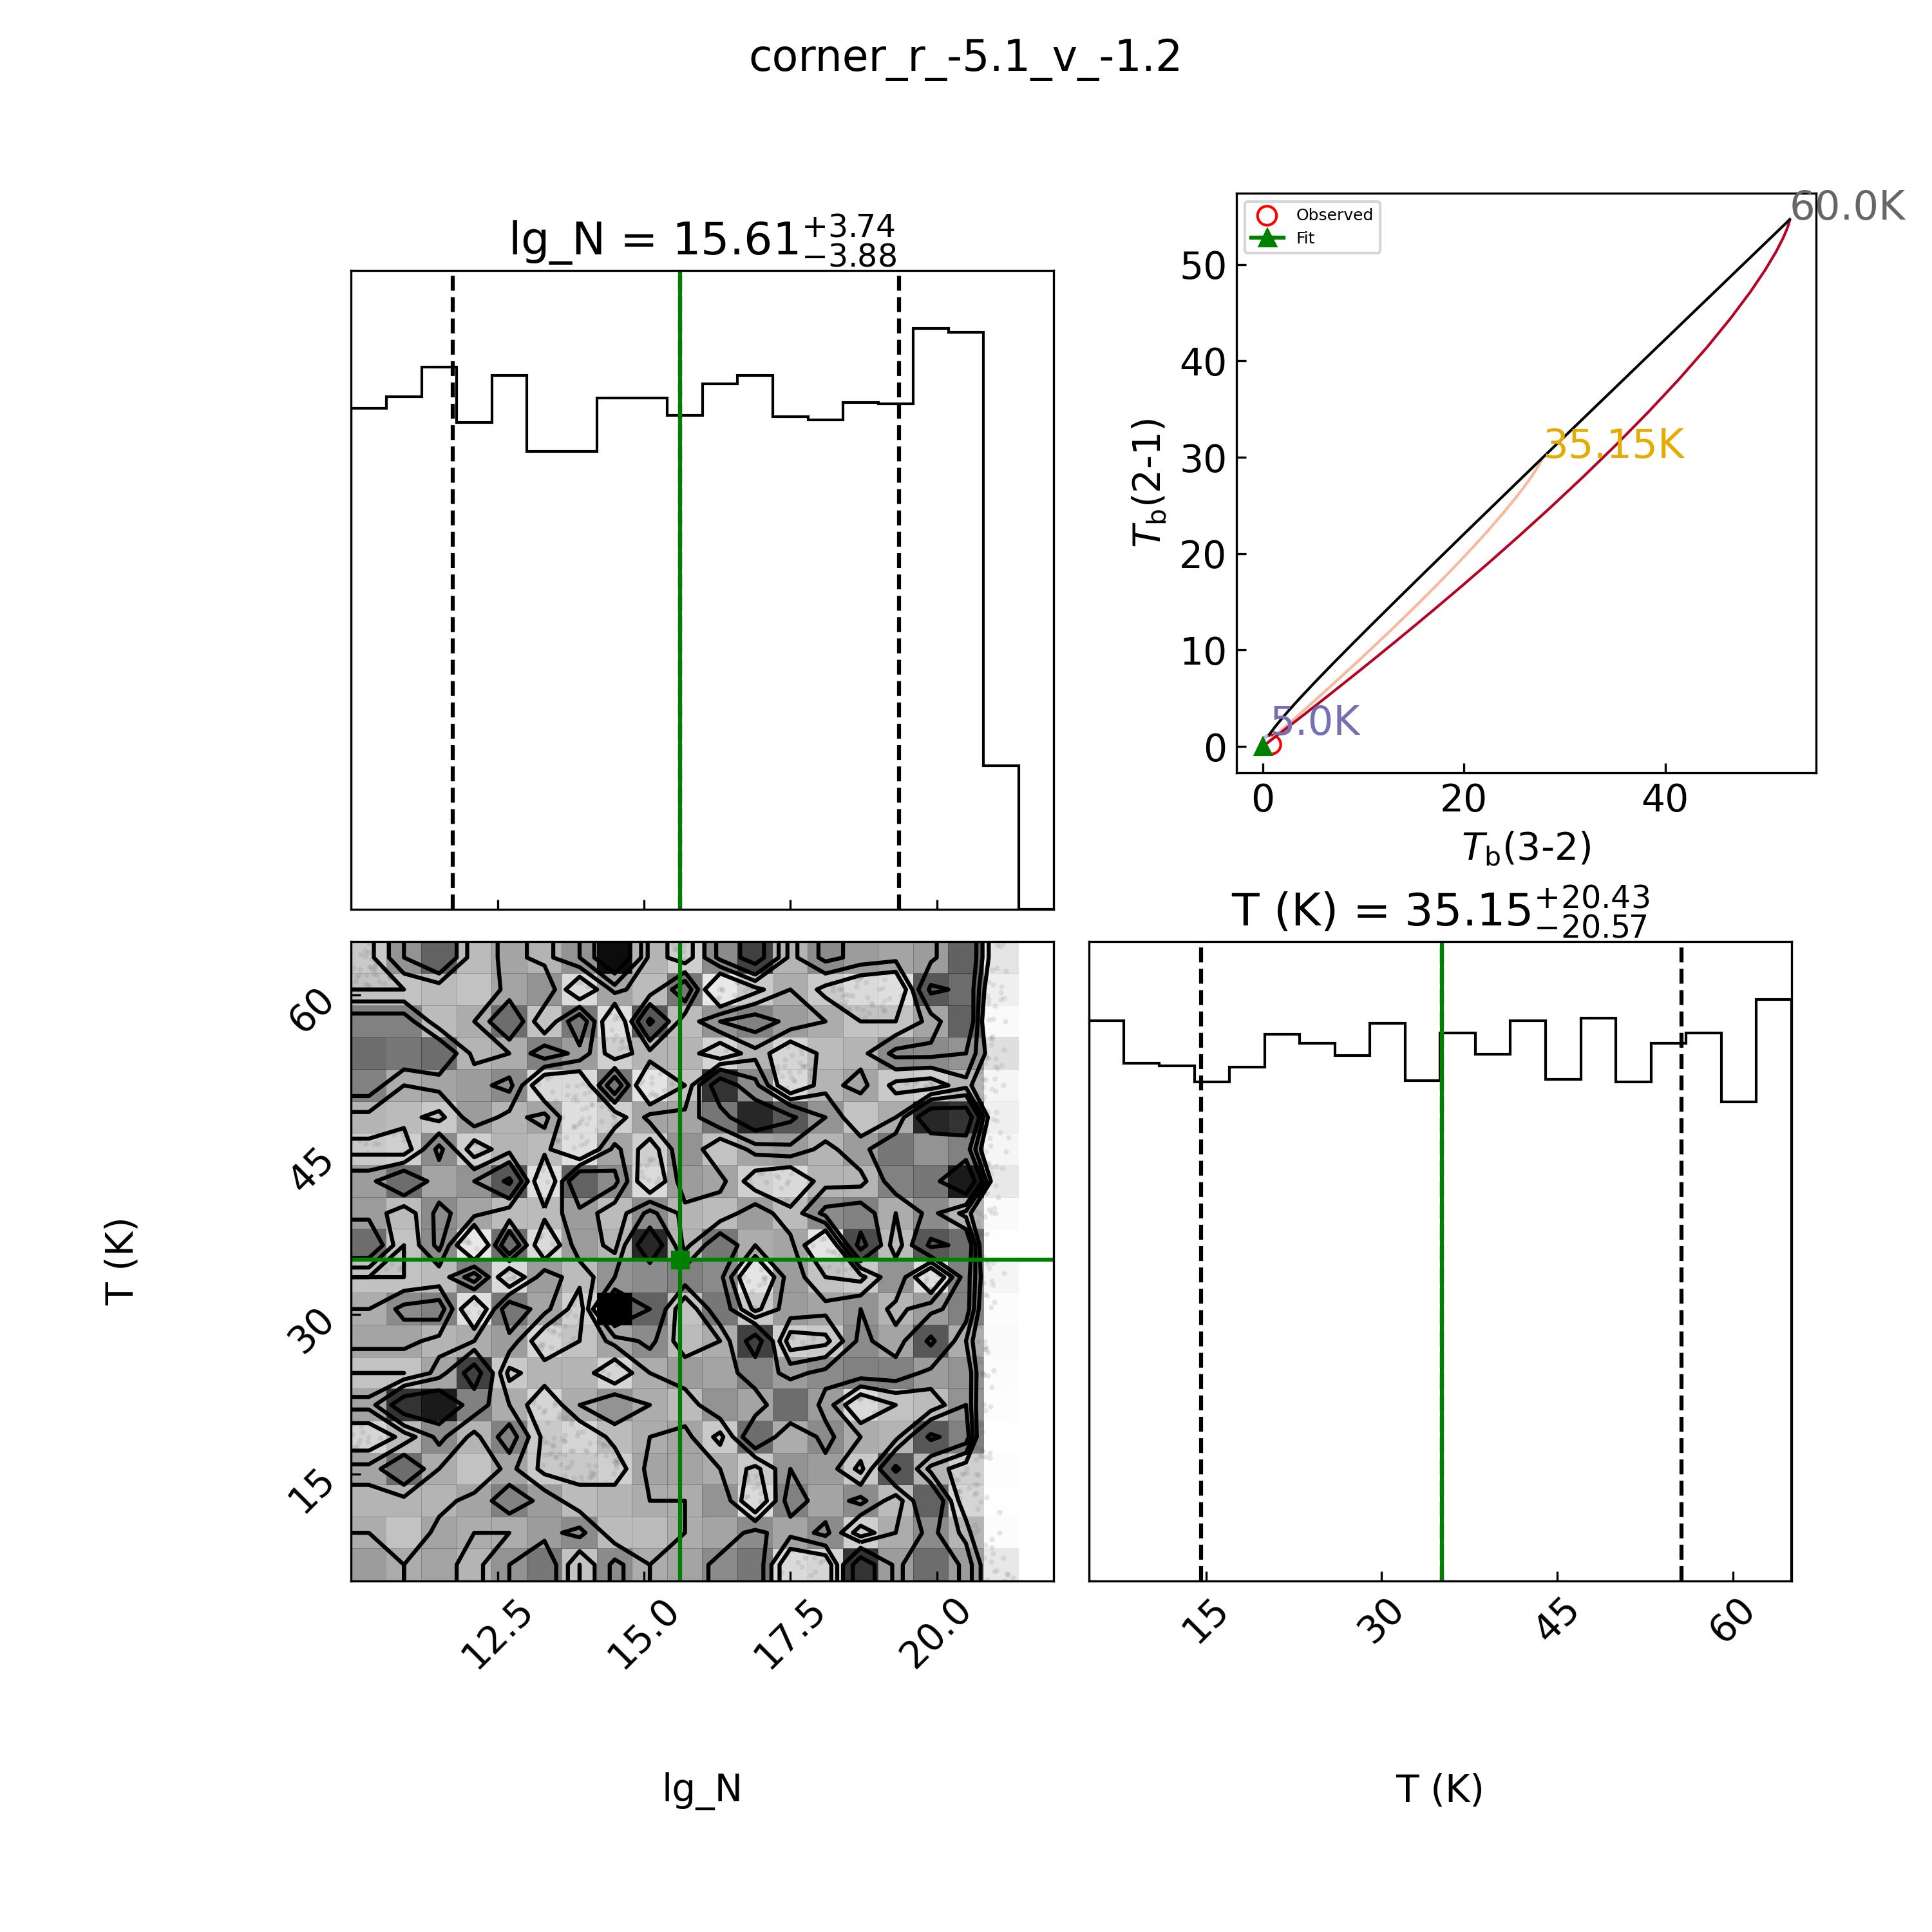 corner_r_-5.1_v_-1.2
lg_N = 15.61 +3.74 −3.88
60.0K
Observed
Fit
50
40
30
20
10
0
35.15K
5.0K
T_b(2-1)
0 20 40
T_b(3-2)
T (K) = 35.15 +20.43 −20.57
60
45
30
15
T (K)
12.5 15.0 17.5 20.0
15 30 45 60
lg_N
T (K)